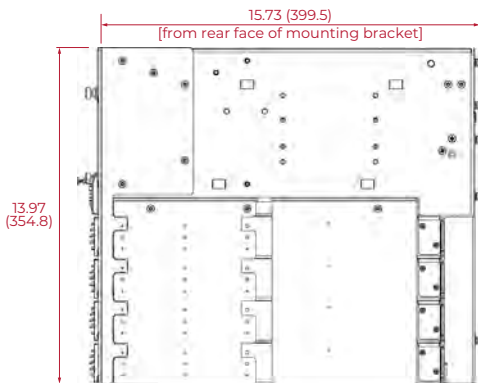 15.73 (399.5)
[from rear face of mounting bracket]
13.97
(354.8)